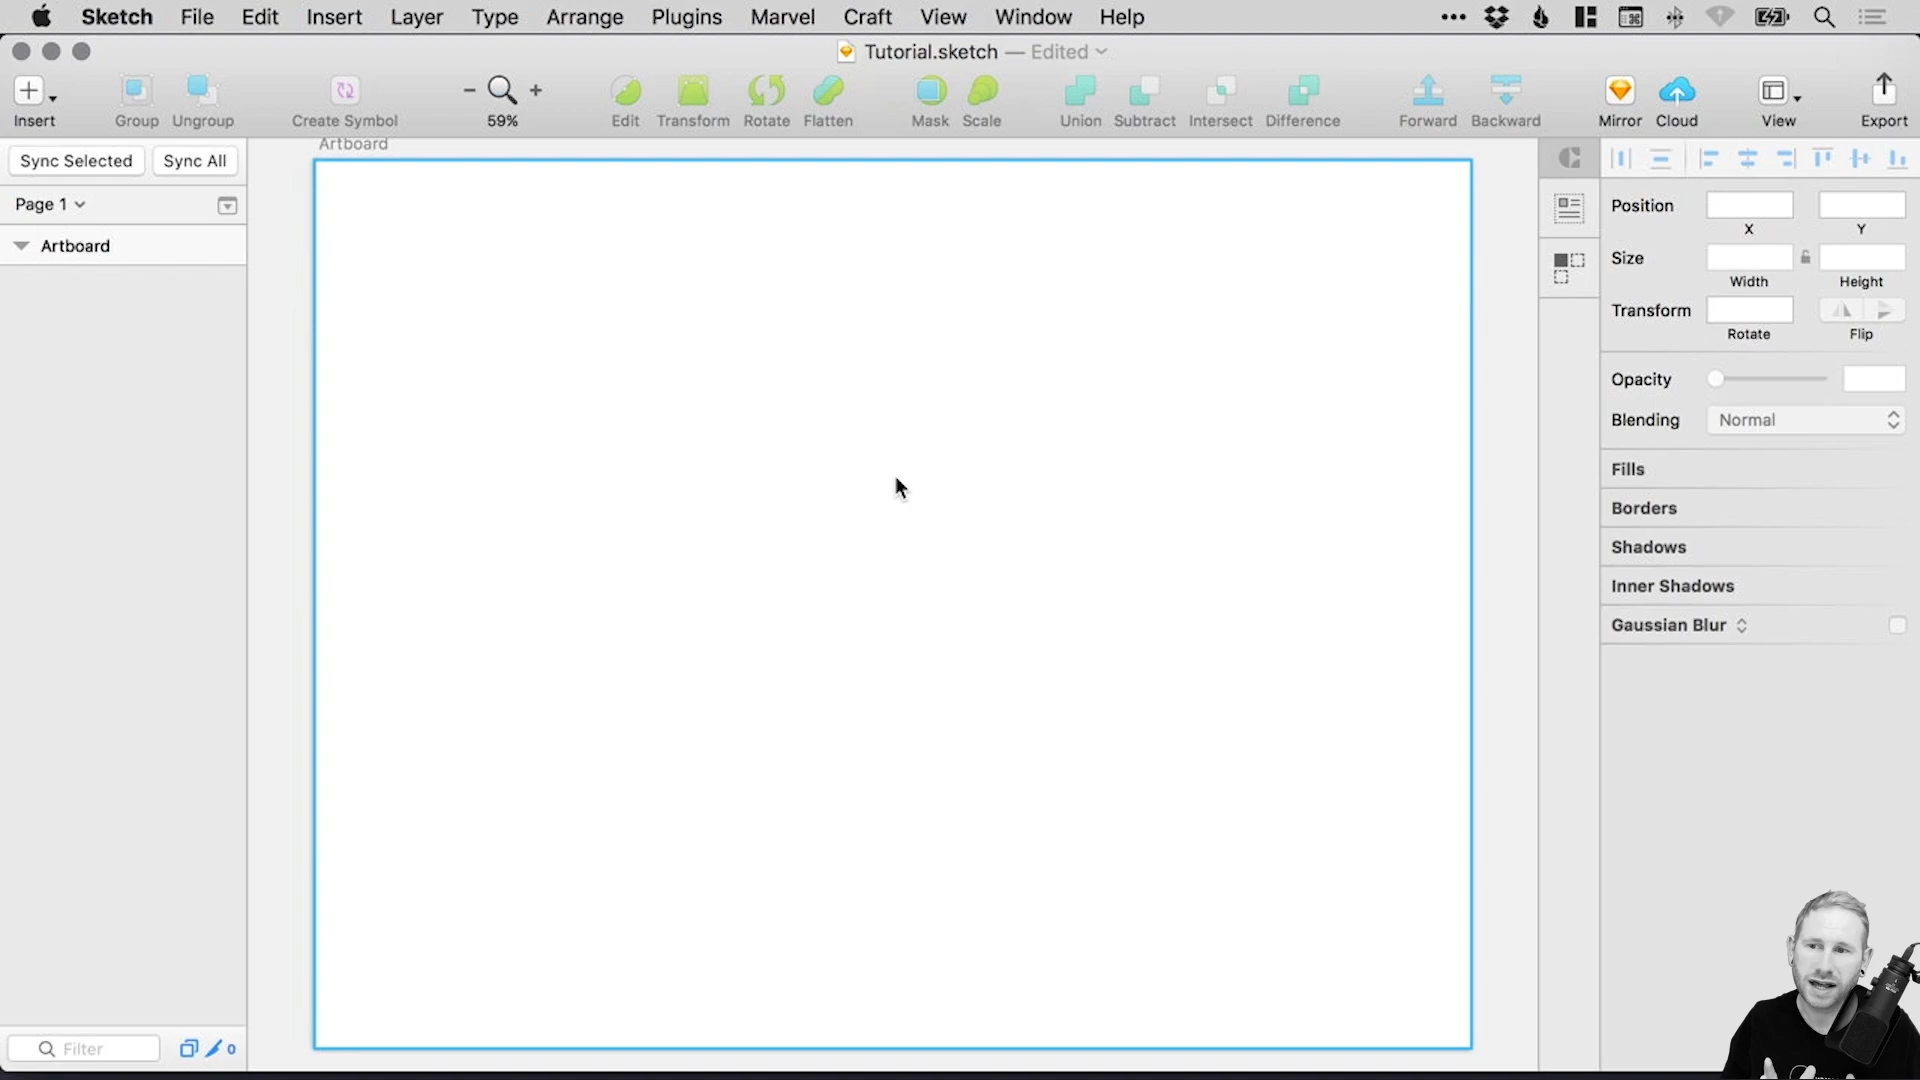 Sketch File Edit Insert Layer Type Arrange Plugins Marvel Craft View Window Help
Tutorial.sketch — Edited
Insert Group Ungroup Create Symbol 59% Edit Transform Rotate Flatten Mask Scale Union Subtract Intersect Difference Forward Backward Mirror Cloud View Export
Sync Selected Sync All
Page 1
Artboard
Artboard
Filter 0
Position
X Y
Size
Width Height
Transform
Rotate Flip
Opacity
Blending Normal
Fills
Borders
Shadows
Inner Shadows
Gaussian Blur